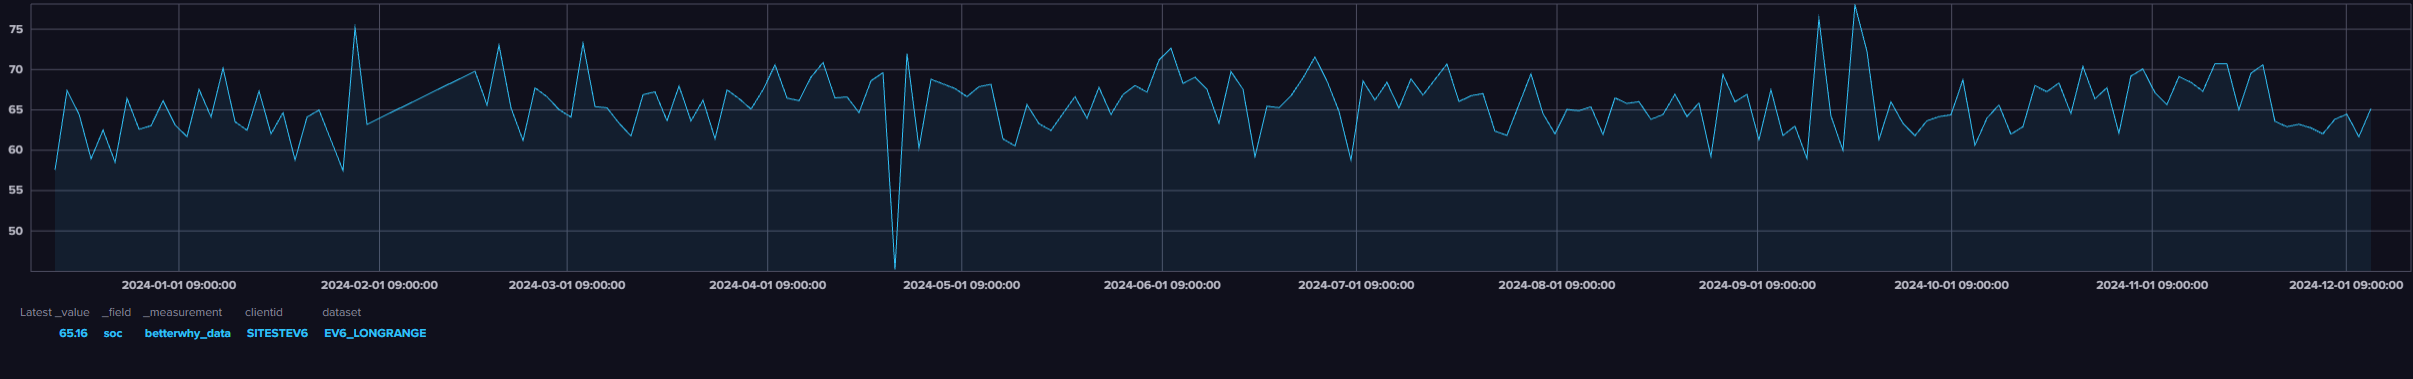 75
70
65
60
55
50
2024-01-01 09:00:00 2024-02-01 09:00:00 2024-03-01 09:00:00 2024-04-01 09:00:00 2024-05-01 09:00:00 2024-06-01 09:00:00 2024-07-01 09:00:00 2024-08-01 09:00:00 2024-09-01 09:00:00 2024-10-01 09:00:00 2024-11-01 09:00:00 2024-12-01 09:00:00
Latest _value _field _measurement clientid dataset
65.16 soc betterwhy_data SITESTEV6 EV6_LONGRANGE